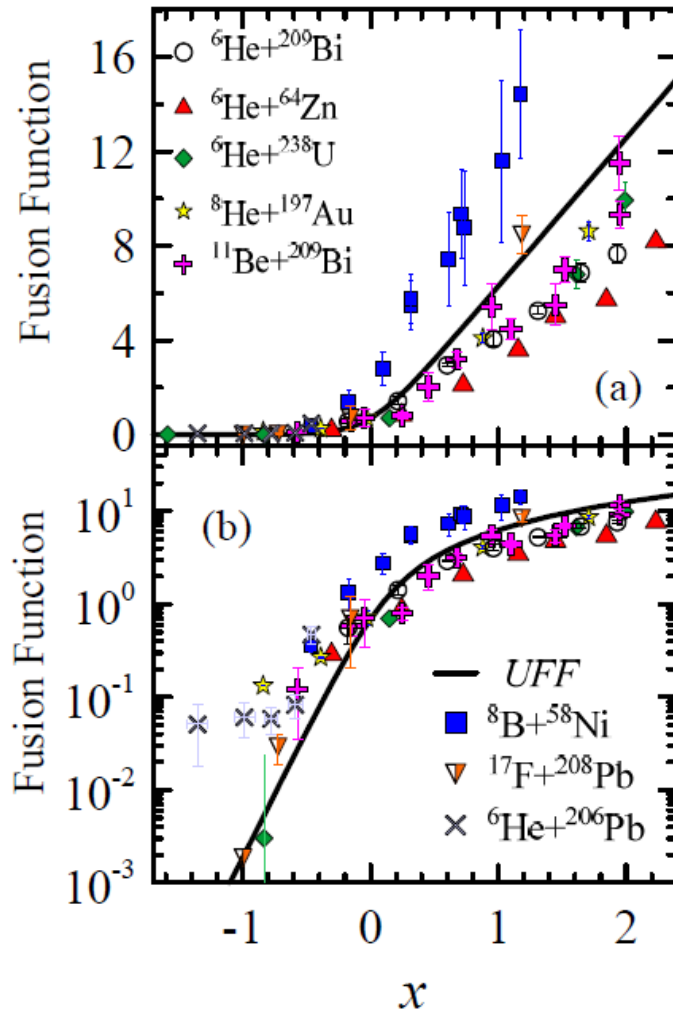 Fusion Function
16
12
8
4
0
⁶He+²⁰⁹Bi
⁶He+⁶⁴Zn
⁶He+²³⁸U
⁸He+¹⁹⁷Au
¹¹Be+²⁰⁹Bi
(a)
Fusion Function
10¹
10⁰
10⁻¹
10⁻²
10⁻³
(b)
UFF
⁸B+⁵⁸Ni
¹⁷F+²⁰⁸Pb
⁶He+²⁰⁶Pb
-1 0 1 2
x